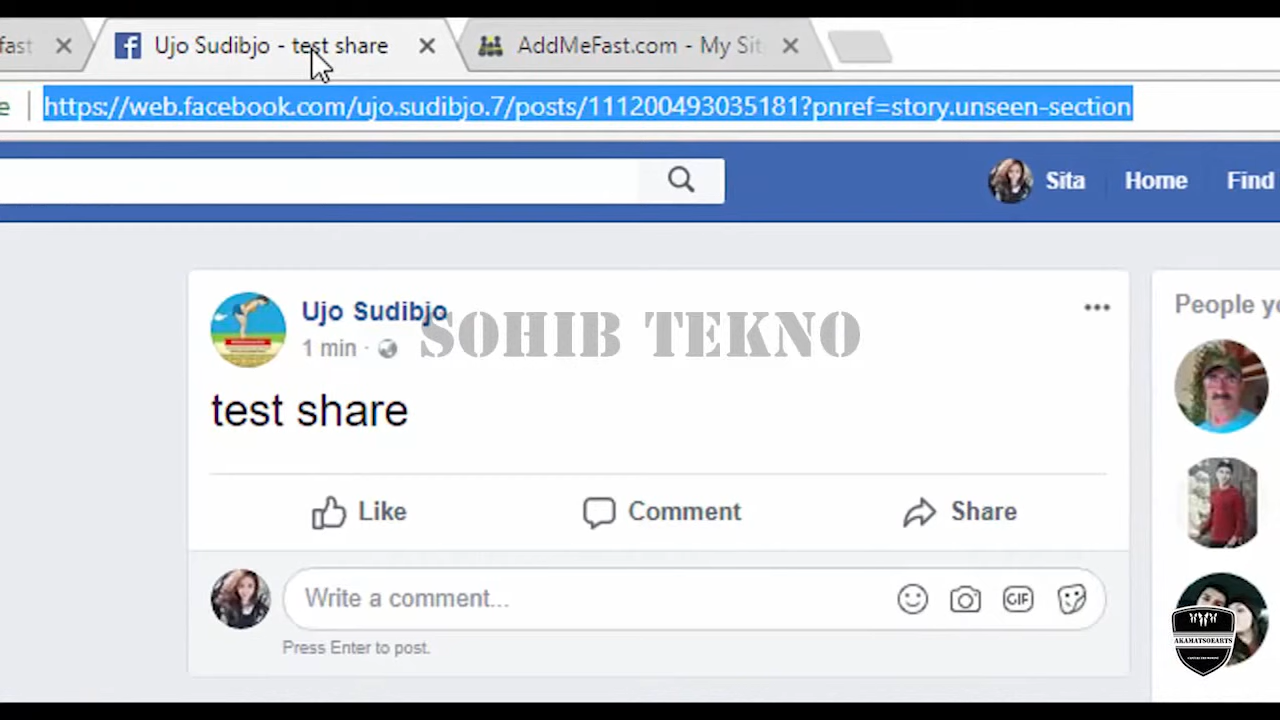 fast
Ujo Sudibjo - test share
AddMeFast.com - My Sit
e
https://web.facebook.com/ujo.sudibjo.7/posts/111200493035181?pnref=story.unseen-section
Sita
Home
Find
Ujo Sudibjo
1 min ·
SOHIB TEKNO
People yo
test share
Like
Comment
Share
Write a comment...
GIF
Press Enter to post.
AKAMATSORARTS